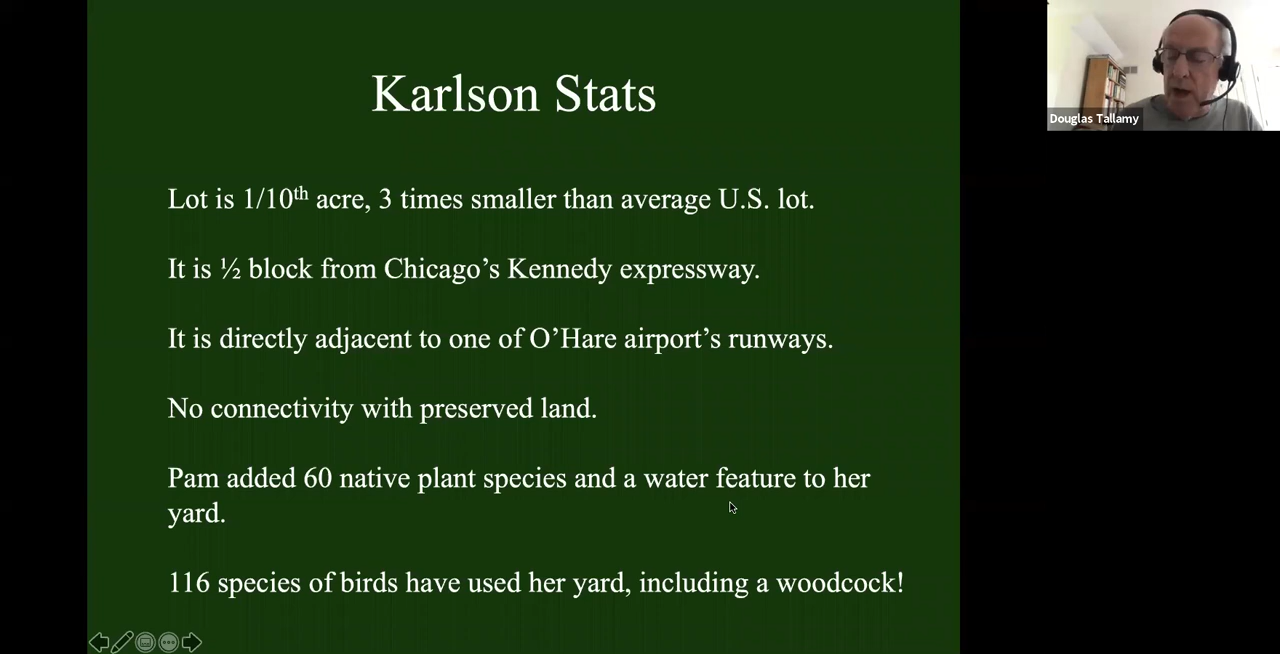 Karlson Stats
Lot is 1/10th acre, 3 times smaller than average U.S. lot.
It is ½ block from Chicago’s Kennedy expressway.
It is directly adjacent to one of O’Hare airport’s runways.
No connectivity with preserved land.
Pam added 60 native plant species and a water feature to her
yard.
116 species of birds have used her yard, including a woodcock!
Douglas Tallamy